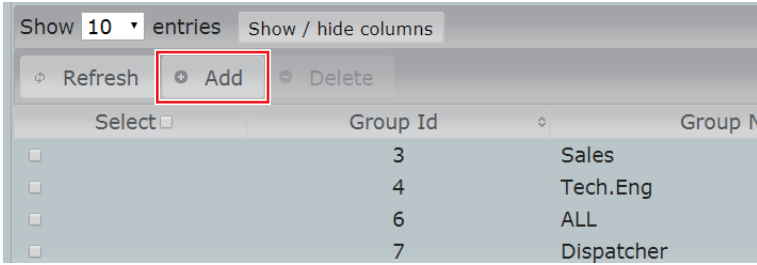 Show 10 entries Show / hide columns
Refresh Add Delete
Select Group Id Group N
3 Sales
4 Tech.Eng
6 ALL
7 Dispatcher